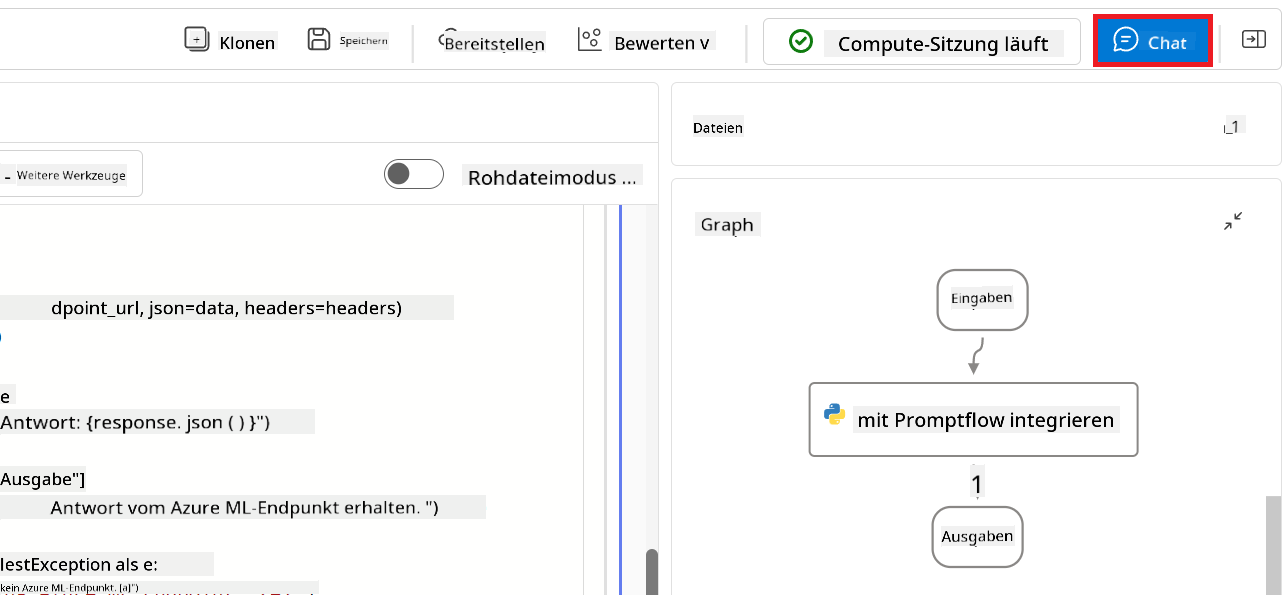 Klonen
Speichern
Bereitstellen
Bewerten v
Compute-Sitzung läuft
Chat
Dateien
1
Weitere Werkzeuge
Rohdateimodus ...
Graph
dpoint_url, json=data, headers=headers)
)
e
Antwort: {response. json ( ) }")
Ausgabe"]
Antwort vom Azure ML-Endpunkt erhalten. ")
lestException als e:
kein Azure ML-Endpunkt. [a]")
Eingaben
mit Promptflow integrieren
1
Ausgaben